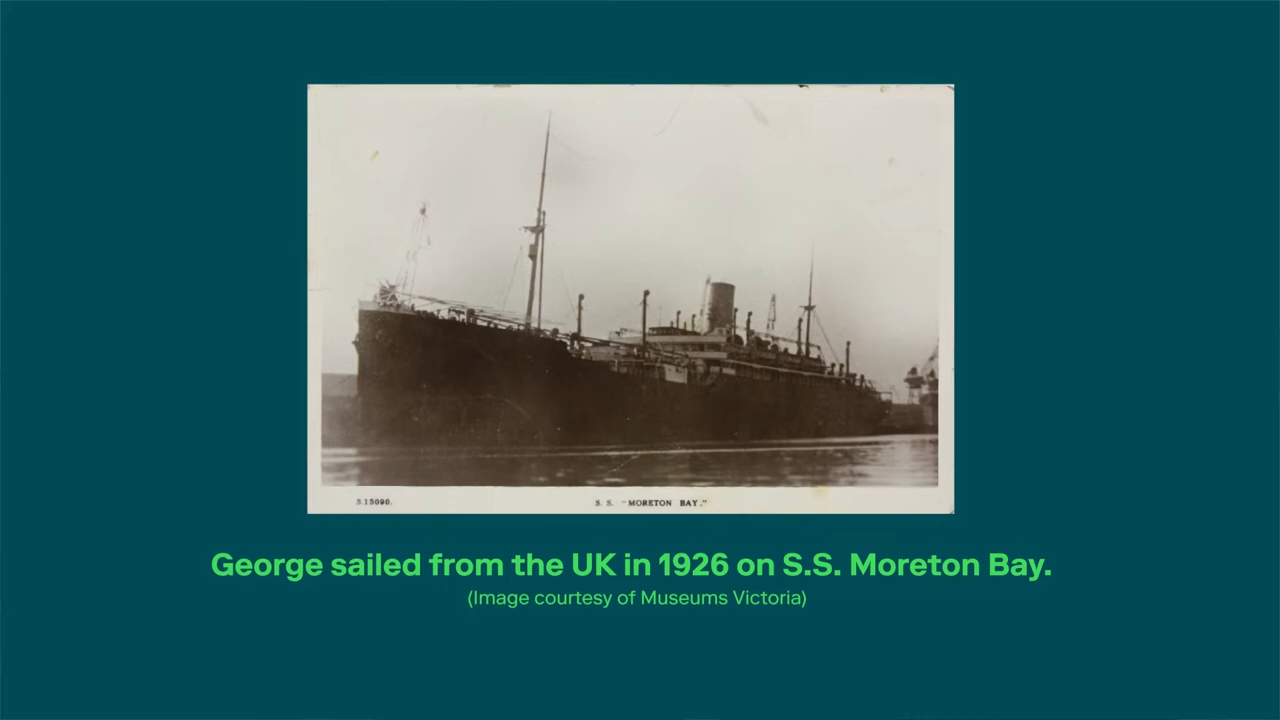 S.15090.
S. S. "MORETON BAY."
George sailed from the UK in 1926 on S.S. Moreton Bay.
(Image courtesy of Museums Victoria)